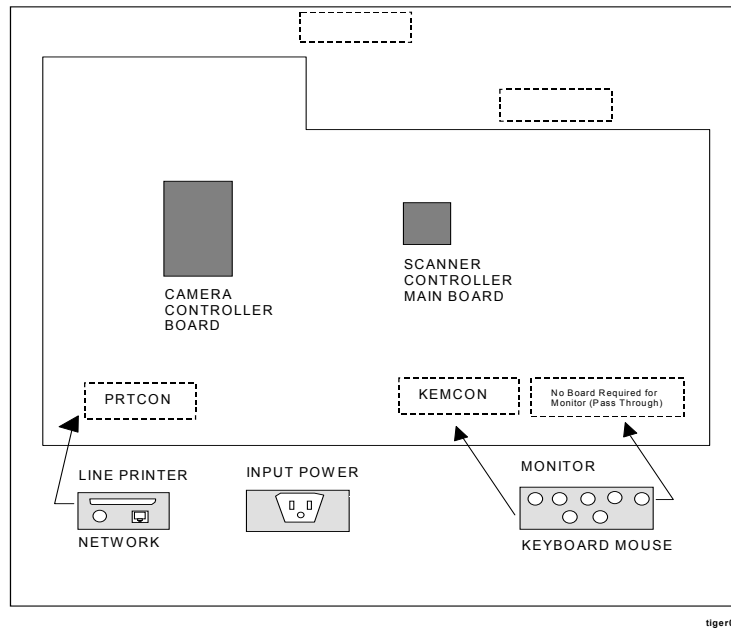 CAMERA
CONTROLLER
BOARD
SCANNER
CONTROLLER
MAIN BOARD
PRTCON
KEMCON
No Board Required for
Monitor (Pass Through)
LINE PRINTER
INPUT POWER
MONITOR
NETWORK
KEYBOARD MOUSE